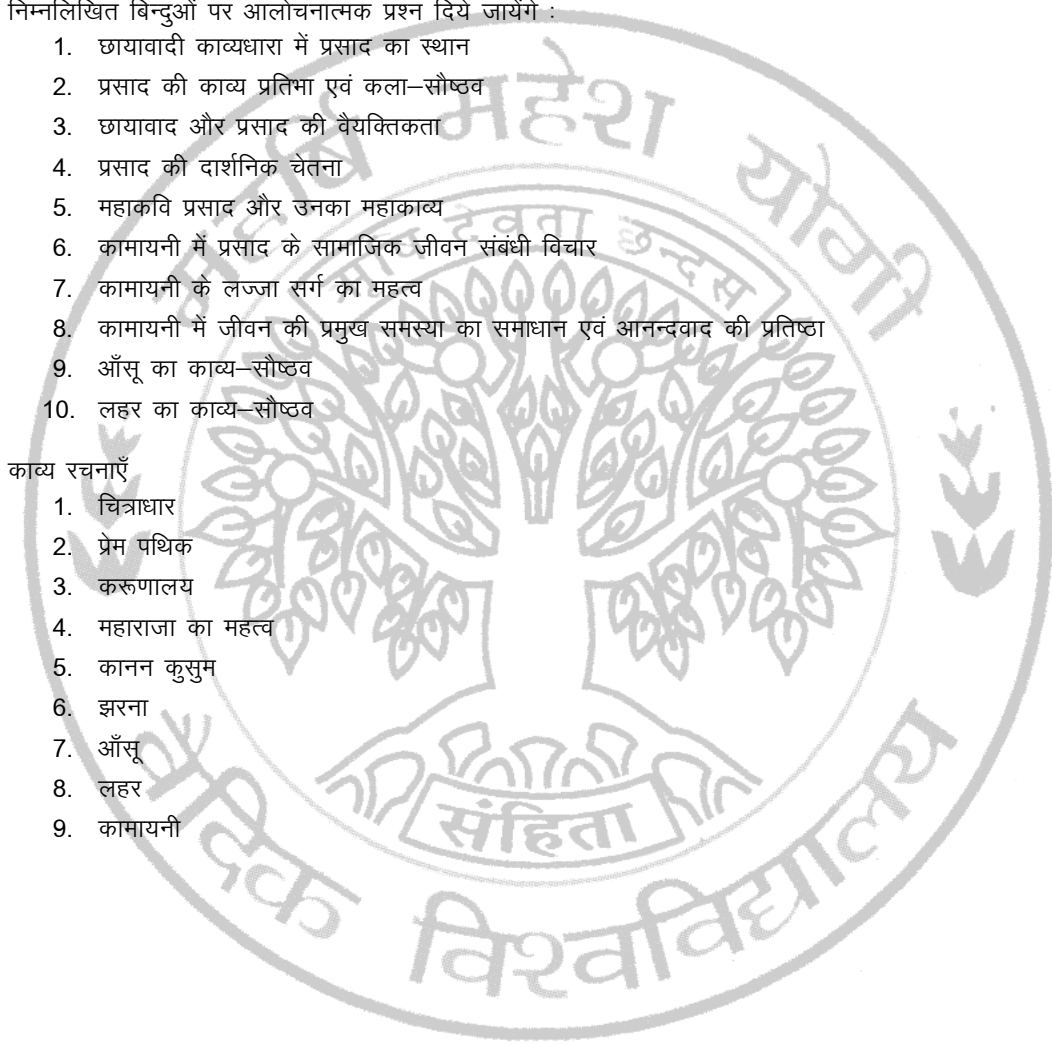 निम्नलिखित बिन्दुओं पर आलोचनात्मक प्रश्न दिये जायेंगे :
1. छायावादी काव्यधारा में प्रसाद का स्थान
2. प्रसाद की काव्य प्रतिभा एवं कला–सौष्ठव
3. छायावाद और प्रसाद की वैयक्तिकता
4. प्रसाद की दार्शनिक चेतना
5. महाकवि प्रसाद और उनका महाकाव्य
6. कामायनी में प्रसाद के सामाजिक जीवन संबंधी विचार
7. कामायनी के लज्जा सर्ग का महत्व
8. कामायनी में जीवन की प्रमुख समस्या का समाधान एवं आनन्दवाद की प्रतिष्ठा
9. आँसू का काव्य–सौष्ठव
10. लहर का काव्य–सौष्ठव
काव्य रचनाएँ
1. चित्राधार
2. प्रेम पथिक
3. करूणालय
4. महाराजा का महत्व
5. कानन कुसुम
6. झरना
7. आँसू
8. लहर
9. कामायनी
महर्षि महेश योगी
देवता छन्दस
संहिता
वैदिक विश्वविद्यालय